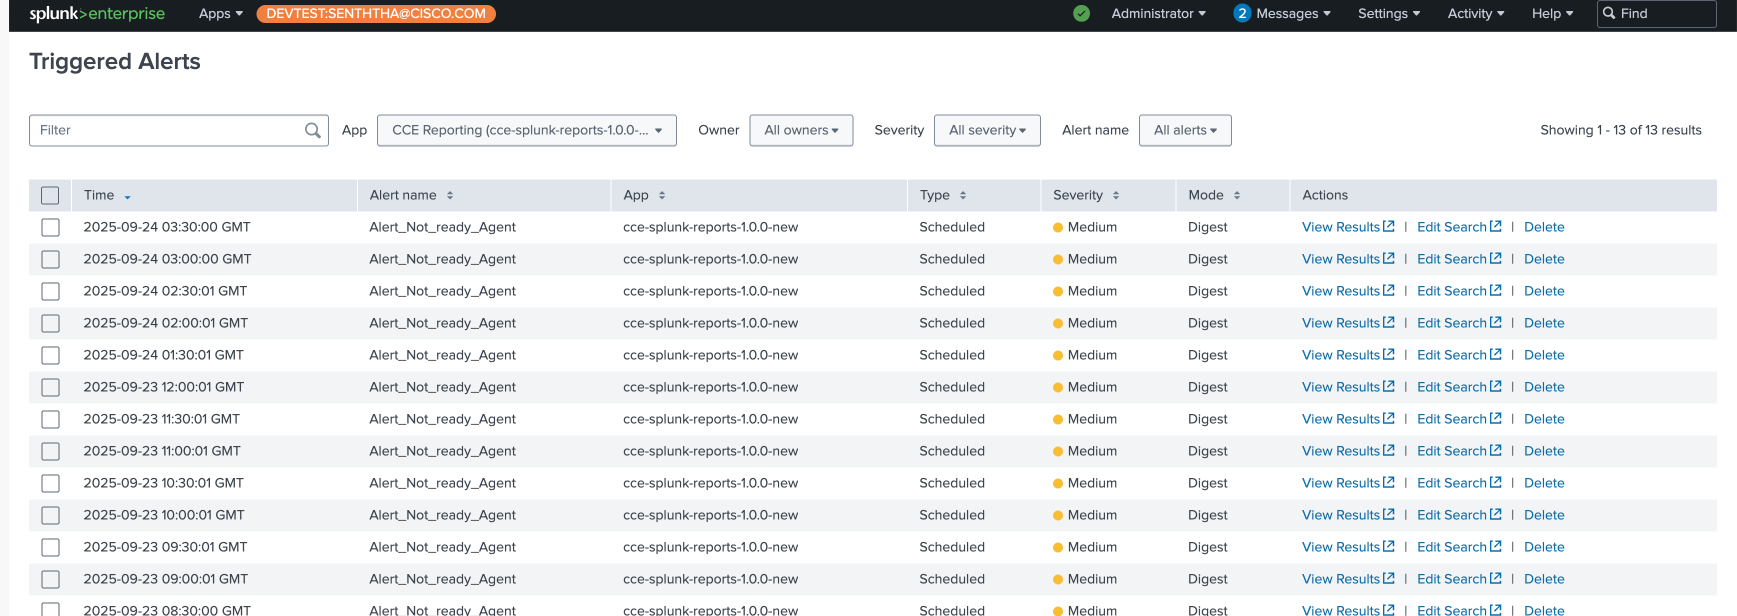 splunk>enterprise Apps DEVTEST:SENTHTHA@CISCO.COM Administrator 2 Messages Settings Activity Help Find
Triggered Alerts
Filter App CCE Reporting (cce-splunk-reports-1.0.0-... Owner All owners Severity All severity Alert name All alerts Showing 1 - 13 of 13 results
Time Alert name App Type Severity Mode Actions
2025-09-24 03:30:00 GMT Alert_Not_ready_Agent cce-splunk-reports-1.0.0-new Scheduled Medium Digest View Results | Edit Search | Delete
2025-09-24 03:00:00 GMT Alert_Not_ready_Agent cce-splunk-reports-1.0.0-new Scheduled Medium Digest View Results | Edit Search | Delete
2025-09-24 02:30:01 GMT Alert_Not_ready_Agent cce-splunk-reports-1.0.0-new Scheduled Medium Digest View Results | Edit Search | Delete
2025-09-24 02:00:01 GMT Alert_Not_ready_Agent cce-splunk-reports-1.0.0-new Scheduled Medium Digest View Results | Edit Search | Delete
2025-09-24 01:30:01 GMT Alert_Not_ready_Agent cce-splunk-reports-1.0.0-new Scheduled Medium Digest View Results | Edit Search | Delete
2025-09-23 12:00:01 GMT Alert_Not_ready_Agent cce-splunk-reports-1.0.0-new Scheduled Medium Digest View Results | Edit Search | Delete
2025-09-23 11:30:01 GMT Alert_Not_ready_Agent cce-splunk-reports-1.0.0-new Scheduled Medium Digest View Results | Edit Search | Delete
2025-09-23 11:00:01 GMT Alert_Not_ready_Agent cce-splunk-reports-1.0.0-new Scheduled Medium Digest View Results | Edit Search | Delete
2025-09-23 10:30:01 GMT Alert_Not_ready_Agent cce-splunk-reports-1.0.0-new Scheduled Medium Digest View Results | Edit Search | Delete
2025-09-23 10:00:01 GMT Alert_Not_ready_Agent cce-splunk-reports-1.0.0-new Scheduled Medium Digest View Results | Edit Search | Delete
2025-09-23 09:30:01 GMT Alert_Not_ready_Agent cce-splunk-reports-1.0.0-new Scheduled Medium Digest View Results | Edit Search | Delete
2025-09-23 09:00:01 GMT Alert_Not_ready_Agent cce-splunk-reports-1.0.0-new Scheduled Medium Digest View Results | Edit Search | Delete
2025-09-23 08:30:00 GMT Alert_Not_ready_Agent cce-splunk-reports-1.0.0-new Scheduled Medium Digest View Results | Edit Search | Delete